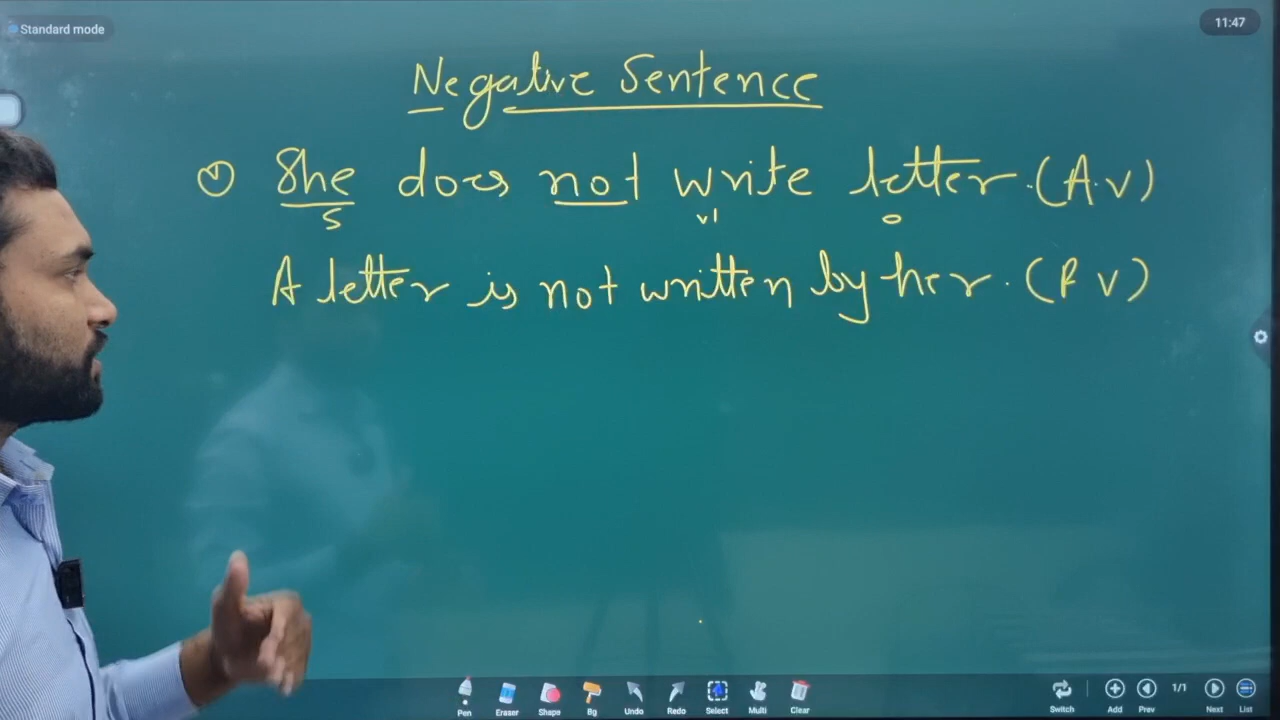 Standard mode
11:47
Negative Sentence
① She does not write letter. (A.V)
S V1 O
A letter is not written by her. (P V)
Pen Eraser Shape Bg Undo Redo Select Multi Clear Switch Add Prev 1/1 Next List